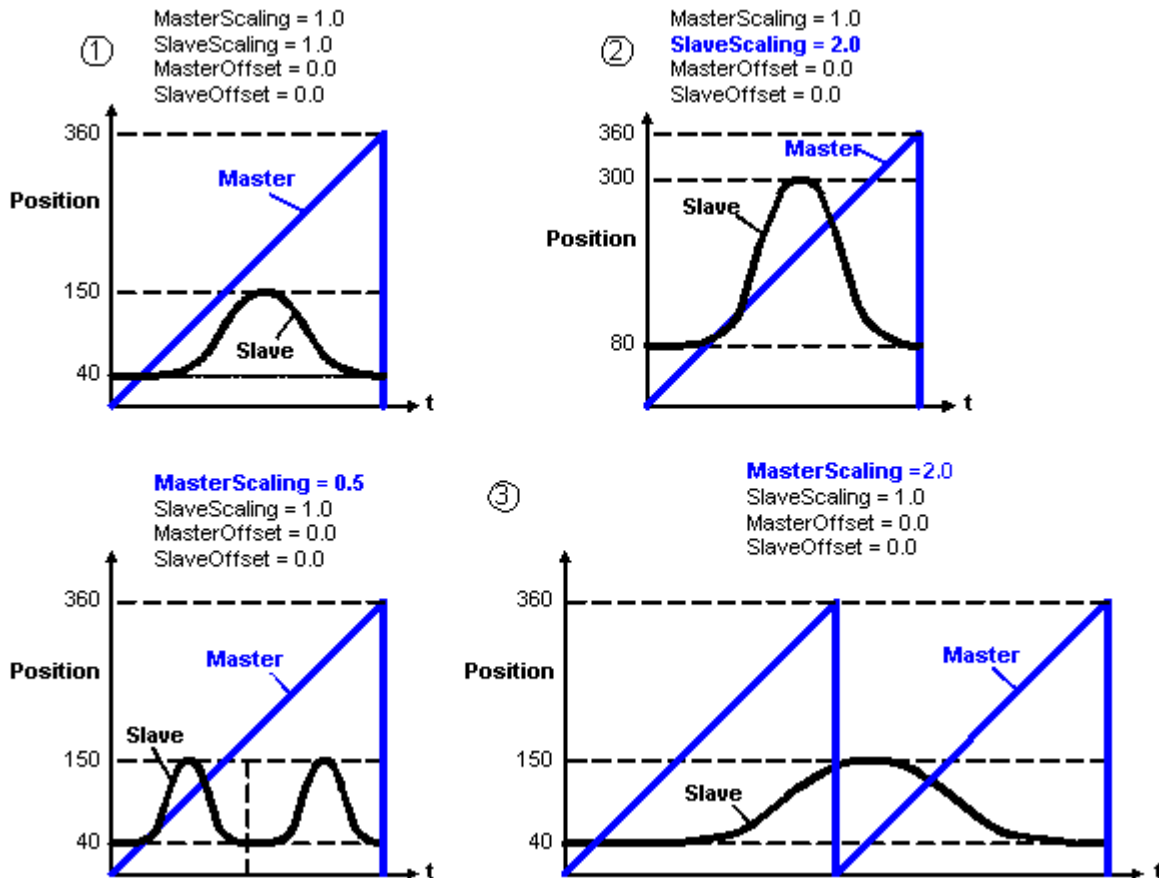 ①
MasterScaling = 1.0
SlaveScaling = 1.0
MasterOffset = 0.0
SlaveOffset = 0.0
360
Position
Master
150
Slave
40
t
②
MasterScaling = 1.0
SlaveScaling = 2.0
MasterOffset = 0.0
SlaveOffset = 0.0
360
Master
300
Slave
Position
80
t
MasterScaling = 0.5
SlaveScaling = 1.0
MasterOffset = 0.0
SlaveOffset = 0.0
360
Position
Master
Slave
150
40
t
③
MasterScaling =2.0
SlaveScaling = 1.0
MasterOffset = 0.0
SlaveOffset = 0.0
360
Position
Master
150
Slave
40
t